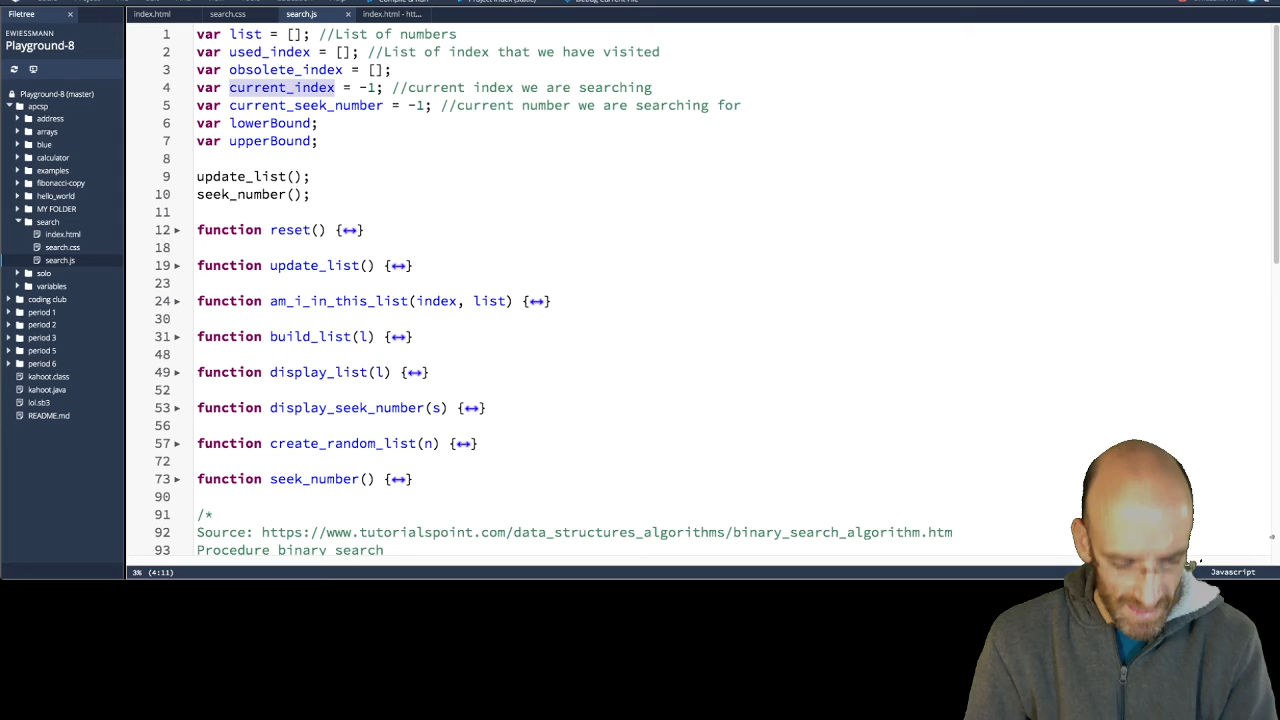 Filetree
index.html
search.css
search.js
index.html - htt...
EWIESSMANN
Playground-8
Playground-8 (master)
apcsp
address
arrays
blue
calculator
examples
fibonacci-copy
hello_world
MY FOLDER
search
index.html
search.css
search.js
solo
variables
coding club
period 1
period 2
period 3
period 5
period 6
kahoot.class
kahoot.java
lol.sb3
README.md
1 var list = []; //List of numbers
2 var used_index = []; //List of index that we have visited
3 var obsolete_index = [];
4 var current_index = -1; //current index we are searching
5 var current_seek_number = -1; //current number we are searching for
6 var lowerBound;
7 var upperBound;
8
9 update_list();
10 seek_number();
11
12 function reset() {↔}
18
19 function update_list() {↔}
23
24 function am_i_in_this_list(index, list) {↔}
30
31 function build_list(l) {↔}
48
49 function display_list(l) {↔}
52
53 function display_seek_number(s) {↔}
56
57 function create_random_list(n) {↔}
72
73 function seek_number() {↔}
90
91 /*
92 Source: https://www.tutorialspoint.com/data_structures_algorithms/binary_search_algorithm.htm
93 Procedure binary_search
3% (4:11)
Javascript